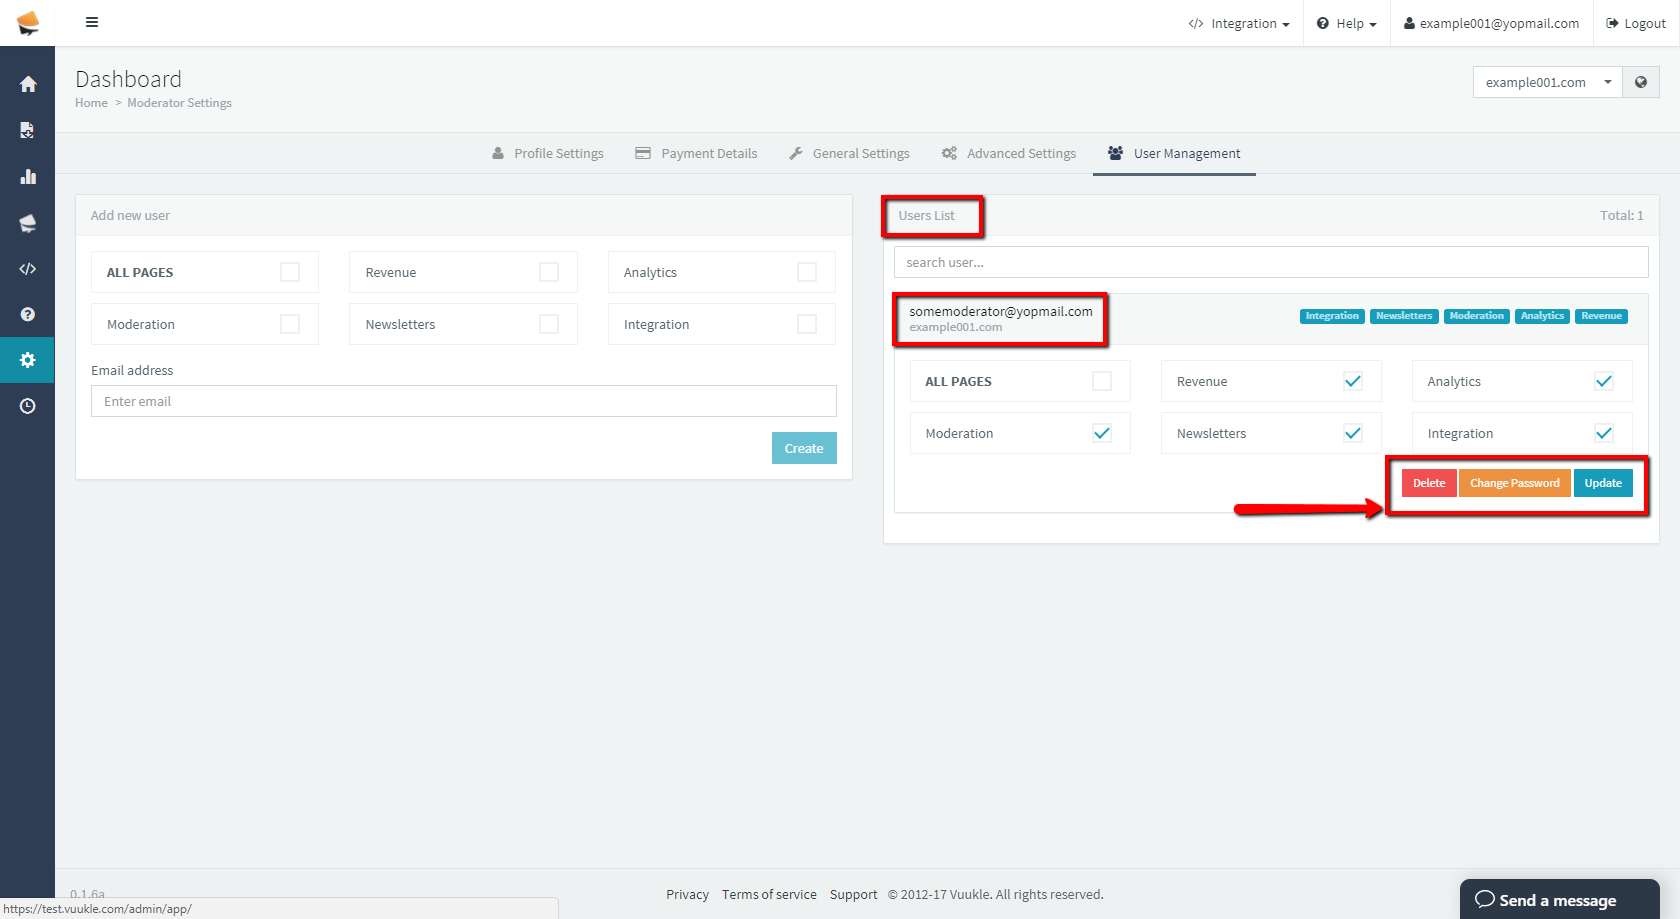 Integration
Help
example001@yopmail.com
Logout
Dashboard
Home > Moderator Settings
example001.com
Profile Settings
Payment Details
General Settings
Advanced Settings
User Management
Add new user
ALL PAGES
Revenue
Analytics
Moderation
Newsletters
Integration
Email address
Enter email
Create
Users List
Total: 1
search user...
somemoderator@yopmail.com
example001.com
Integration Newsletters Moderation Analytics Revenue
ALL PAGES
Revenue
Analytics
Moderation
Newsletters
Integration
Delete Change Password Update
0.1.6a
Privacy Terms of service Support © 2012-17 Vuukle. All rights reserved.
https://test.vuukle.com/admin/app/
Send a message